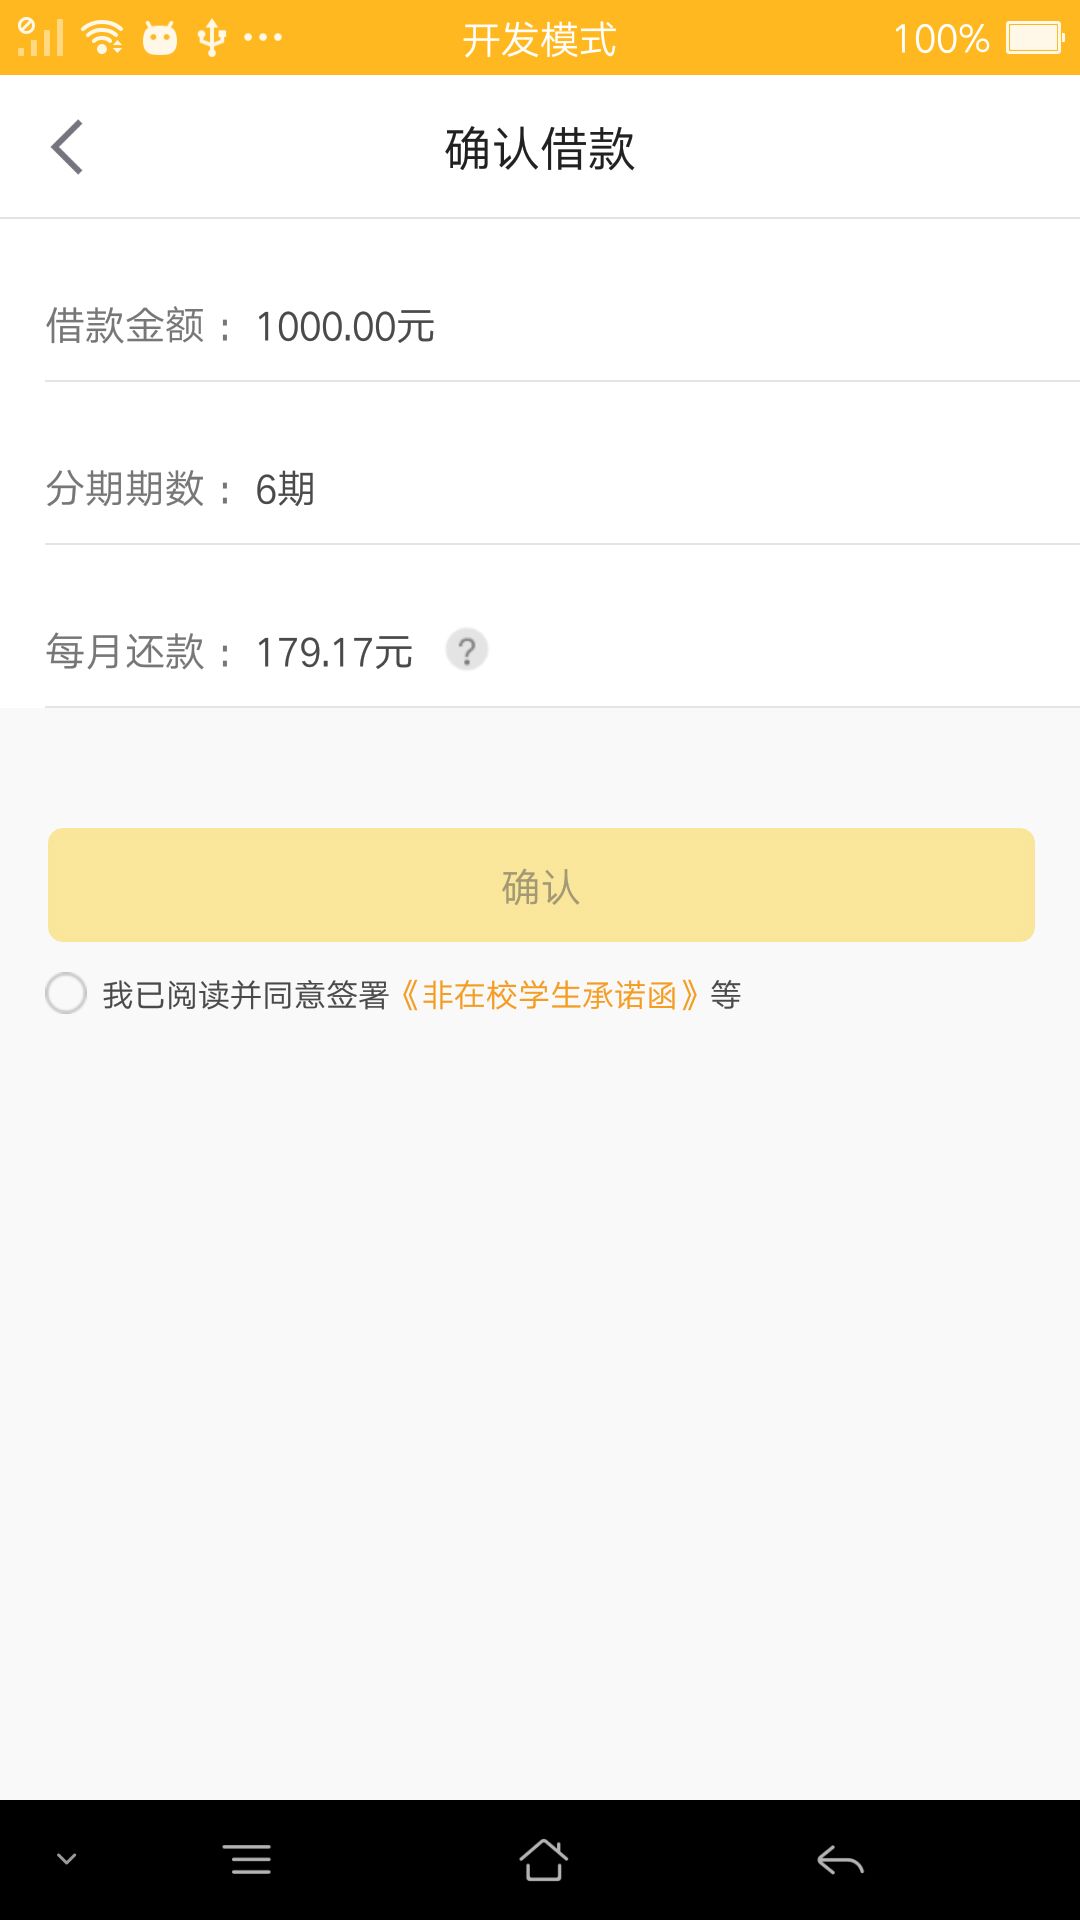 开发模式 100%
确认借款
借款金额： 1000.00元
分期期数： 6期
每月还款： 179.17元 ?
确认
我已阅读并同意签署《非在校学生承诺函》等